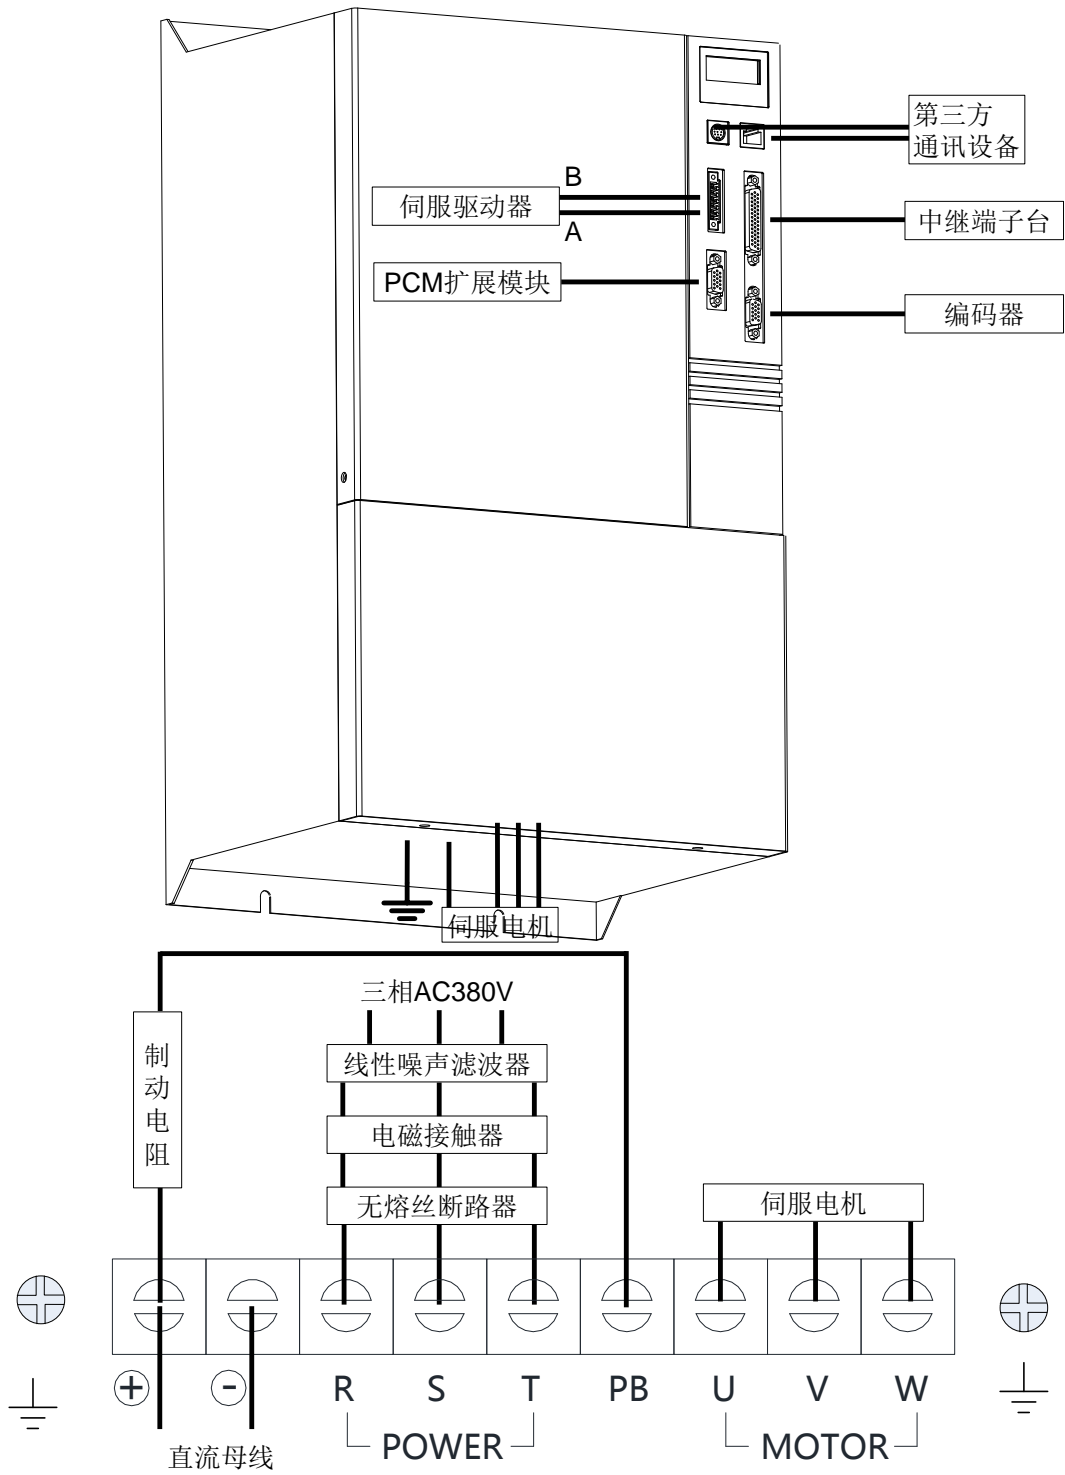 第三方
通讯设备
B
伺服驱动器
A
中继端子台
PCM扩展模块
编码器
伺服电机
三相AC380V
制动电阻
线性噪声滤波器
电磁接触器
无熔丝断路器
伺服电机
+ - R S T PB U V W
POWER MOTOR
直流母线